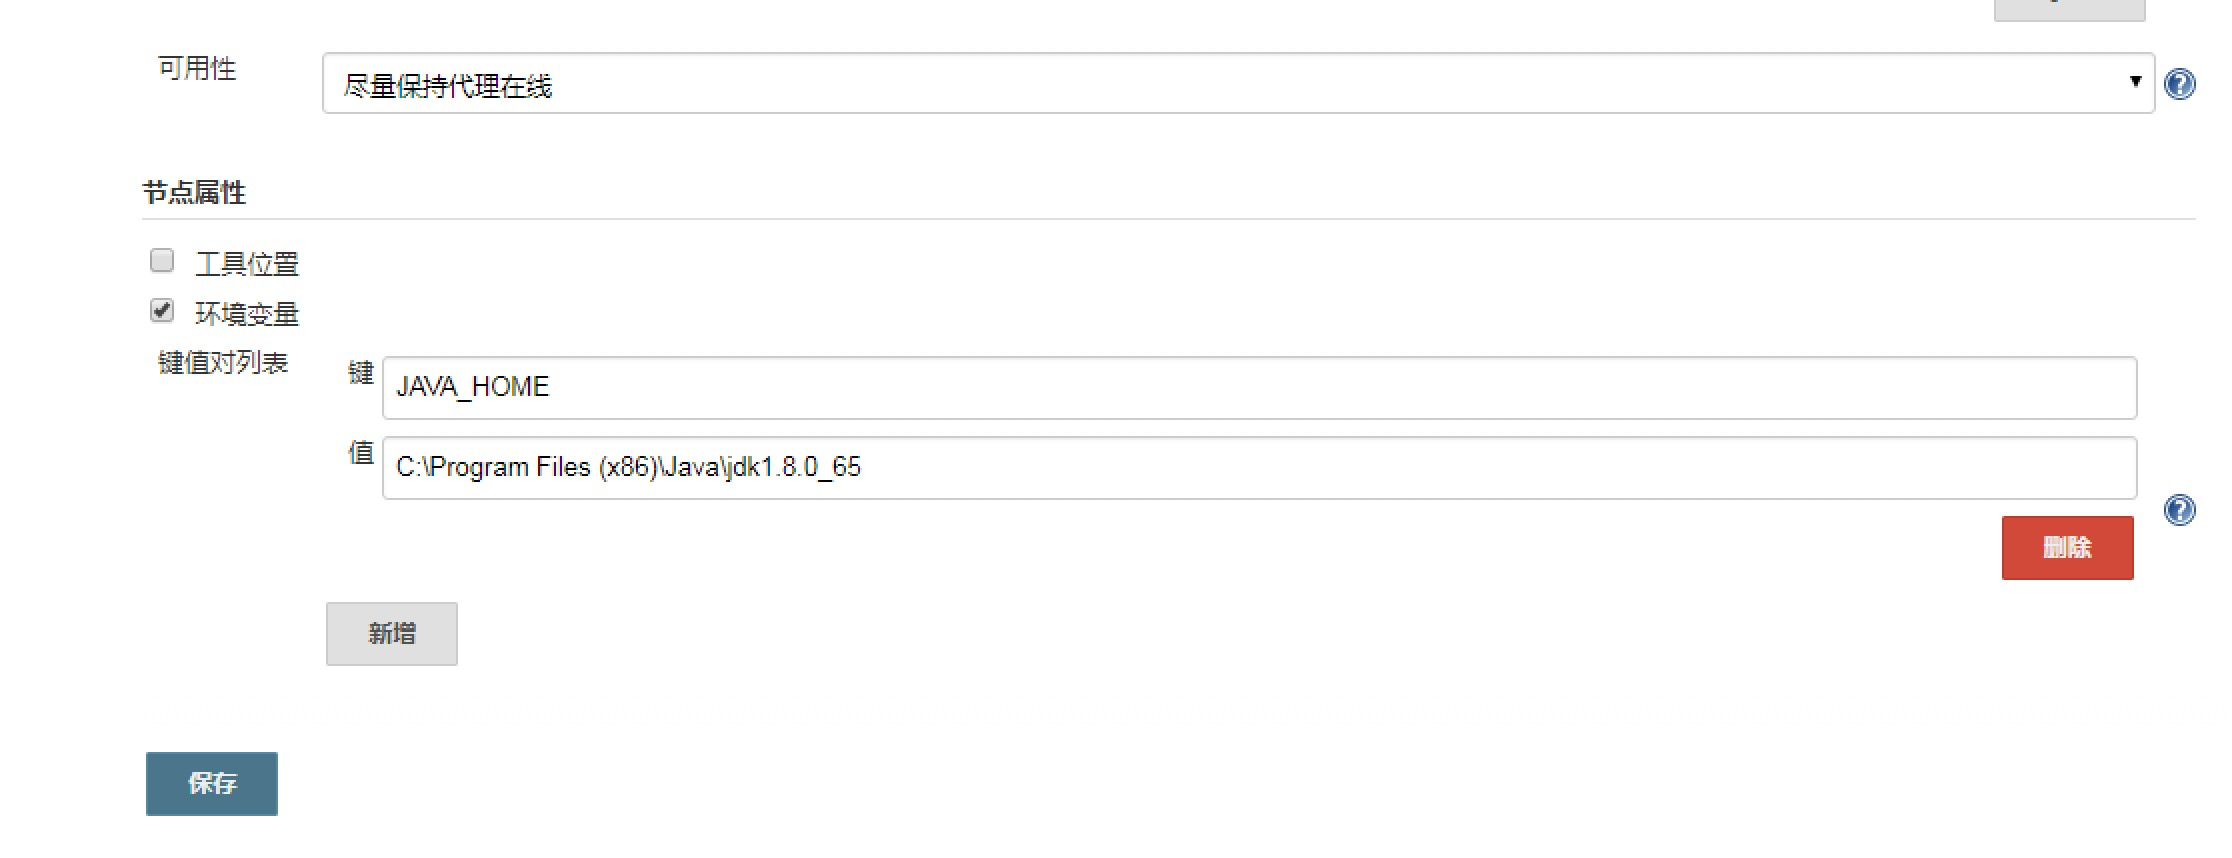 可用性
尽量保持代理在线
节点属性
工具位置
环境变量
键值对列表
键
JAVA_HOME
值
C:\Program Files (x86)\Java\jdk1.8.0_65
删除
新增
保存